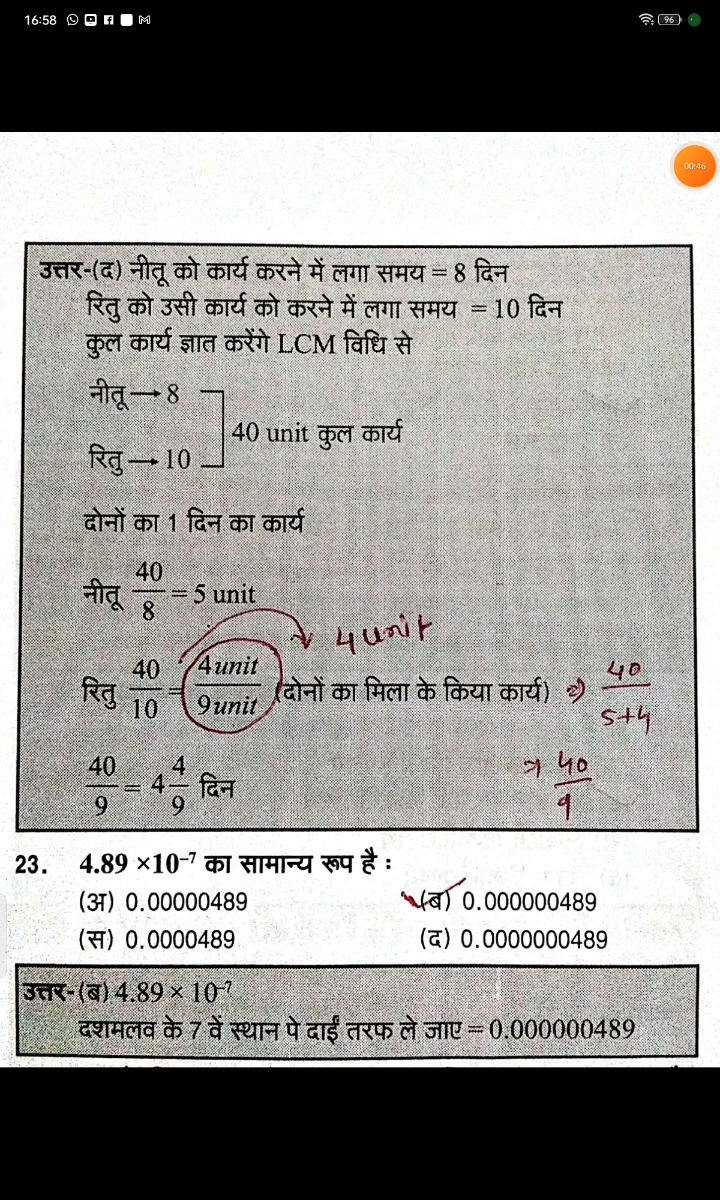 16:58
96
00:46
उत्तर-(द) नीतू को कार्य करने में लगा समय = 8 दिन
रितु को उसी कार्य को करने में लगा समय = 10 दिन
कुल कार्य ज्ञात करेंगे LCM विधि से
नीतू → 8
40 unit कुल कार्य
रितु → 10
दोनों का 1 दिन का कार्य
नीतू 40/8 = 5 unit
4 unit
रितु 40/10 = 4unit/9unit (दोनों का मिला के किया कार्य) ⇒ 40/5+4
40/9 = 4 4/9 दिन ⇒ 40/9
23. 4.89 ×10⁻⁷ का सामान्य रूप है :
(अ) 0.00000489 (ब) 0.000000489
(स) 0.0000489 (द) 0.0000000489
उत्तर-(ब) 4.89 × 10⁻⁷
दशमलव के 7 वें स्थान पे दाईं तरफ ले जाए = 0.000000489